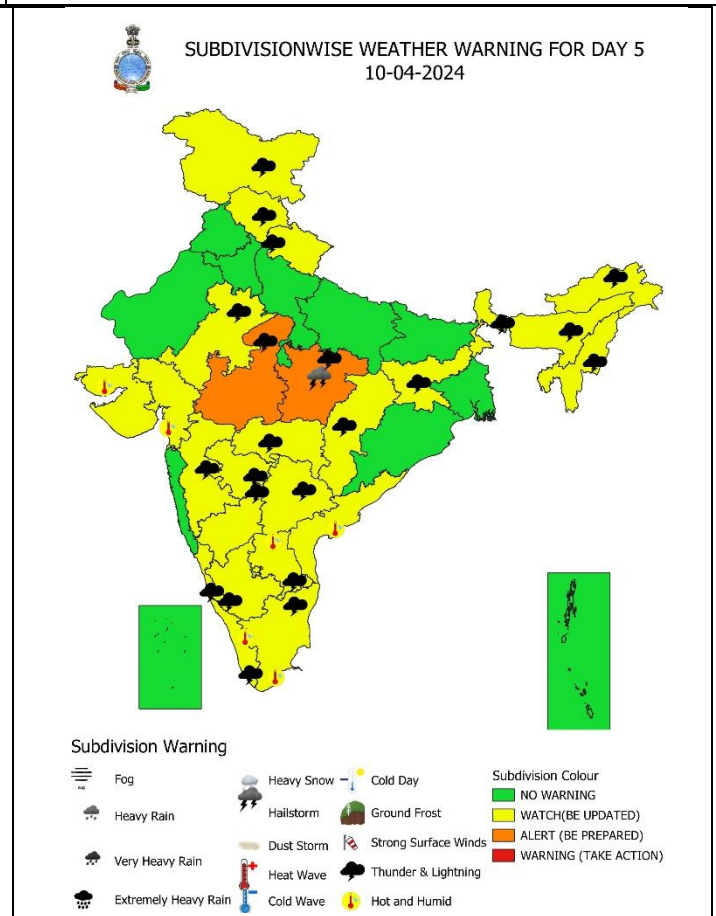 SUBDIVISIONWISE WEATHER WARNING FOR DAY 5
10-04-2024
Subdivision Warning
Fog
Heavy Rain
Very Heavy Rain
Extremely Heavy Rain
Heavy Snow
Hailstorm
Dust Storm
Heat Wave
Cold Wave
Cold Day
Ground Frost
Strong Surface Winds
Thunder & Lightning
Hot and Humid
Subdivision Colour
NO WARNING
WATCH(BE UPDATED)
ALERT (BE PREPARED)
WARNING (TAKE ACTION)